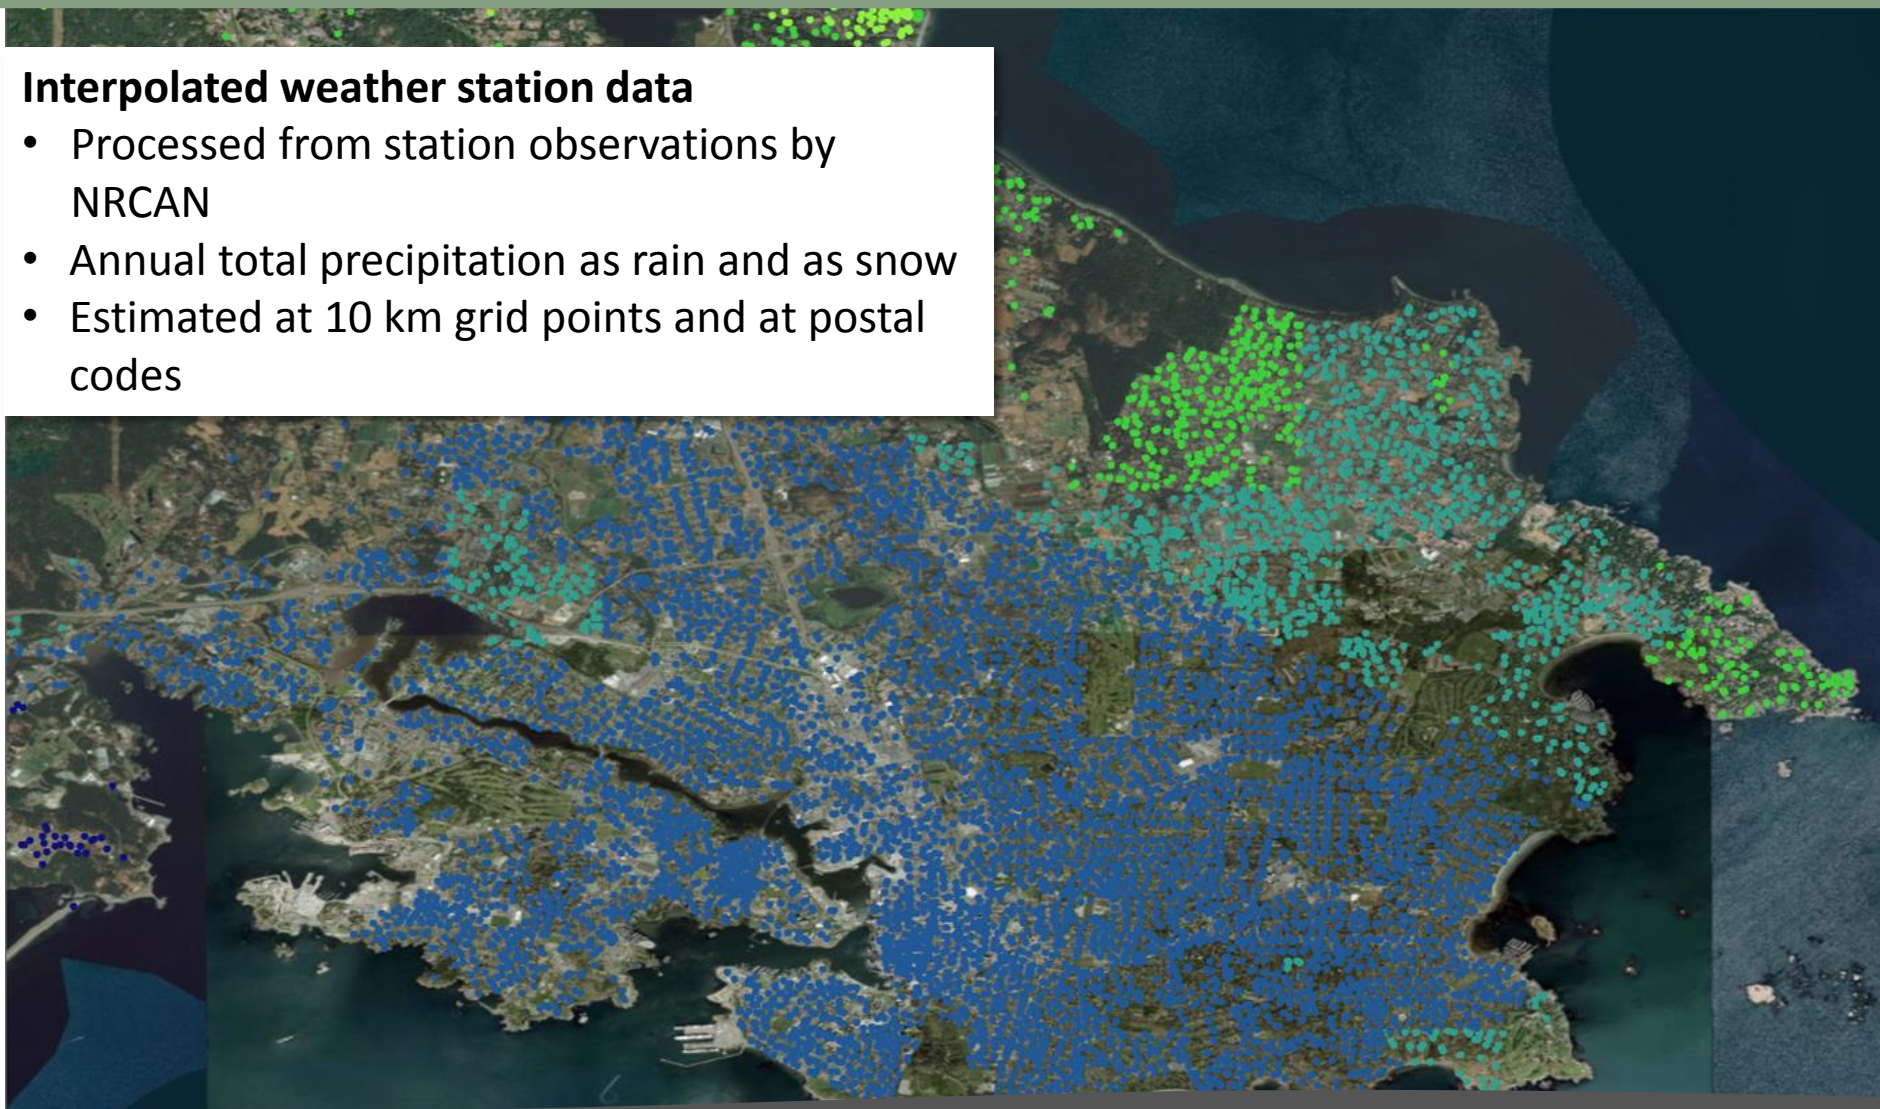 Interpolated weather station data
• Processed from station observations by
NRCAN
• Annual total precipitation as rain and as snow
• Estimated at 10 km grid points and at postal
codes